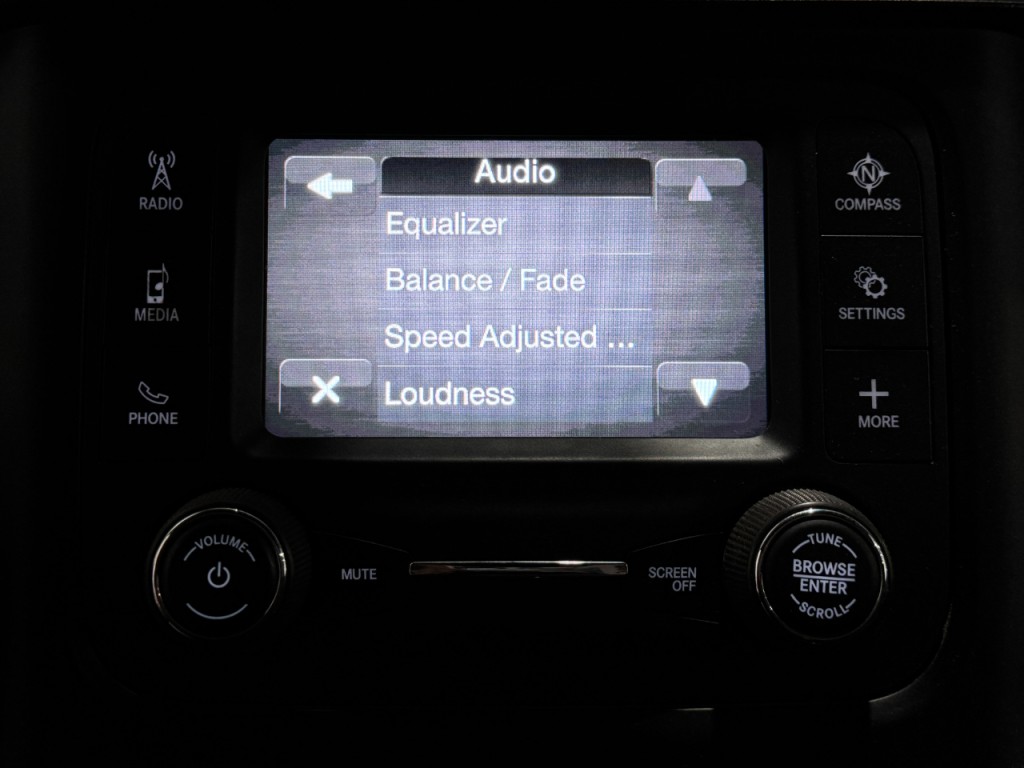 Audio
Equalizer
Balance / Fade
Speed Adjusted ...
Loudness
RADIO
MEDIA
PHONE
N
COMPASS
SETTINGS
MORE
VOLUME
MUTE
SCREEN
OFF
TUNE
BROWSE
ENTER
SCROLL